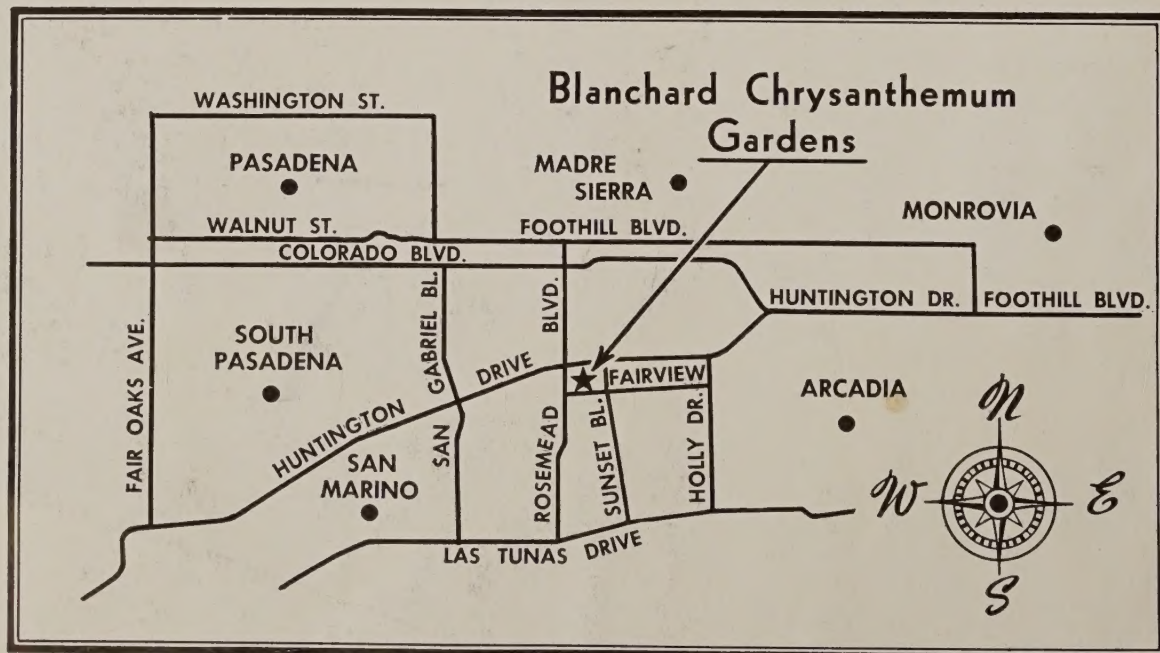 Blanchard Chrysanthemum
Gardens
WASHINGTON ST.
PASADENA
MADRE
SIERRA
MONROVIA
WALNUT ST.
FOOTHILL BLVD.
COLORADO BLVD.
HUNTINGTON DR.
FOOTHILL BLVD.
FAIR OAKS AVE.
SOUTH
PASADENA
SAN GABRIEL BL.
ROSEMEAD BLVD.
HUNTINGTON DRIVE
FAIRVIEW
SUNSET BL.
HOLLY DR.
ARCADIA
SAN
MARINO
LAS TUNAS DRIVE
N
W
E
S